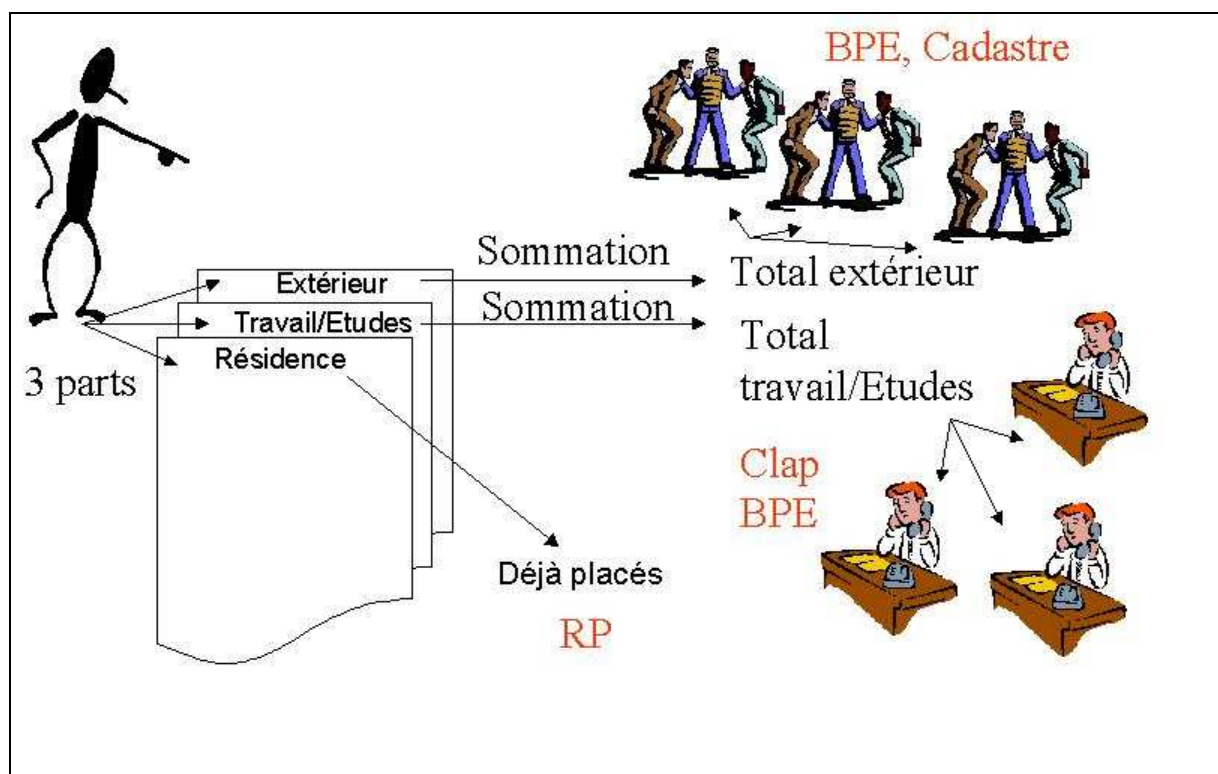 BPE, Cadastre
Sommation
Total extérieur
Extérieur
Sommation
Travail/Etudes
Total
travail/Etudes
Résidence
3 parts
Clap
BPE
Déjà placés
RP